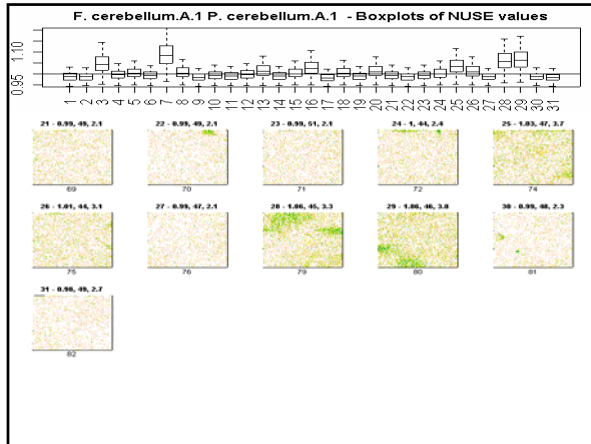 F. cerebellum.A.1 P. cerebellum.A.1 - Boxplots of NUSE values
1.10
0.95
1 2 3 4 5 6 7 8 9 10 11 12 13 14 15 16 17 18 19 20 21 22 23 24 25 26 27 28 29 30 31
21 - 0.99, 49, 2.1
22 - 0.99, 49, 2.1
23 - 0.99, 51, 2.1
24 - 1, 44, 2.4
25 - 1.03, 47, 3.7
69
70
71
72
74
26 - 1.01, 44, 3.1
27 - 0.99, 47, 2.1
28 - 1.06, 45, 3.3
29 - 1.06, 46, 3.8
30 - 0.99, 48, 2.3
75
76
79
80
81
31 - 0.98, 49, 2.7
82